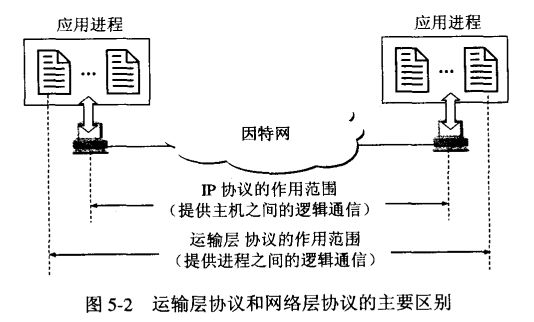 应用进程
应用进程
...
...
因特网
IP 协议的作用范围
（提供主机之间的逻辑通信）
运输层 协议的作用范围
（提供进程之间的逻辑通信）
图 5-2 运输层协议和网络层协议的主要区别